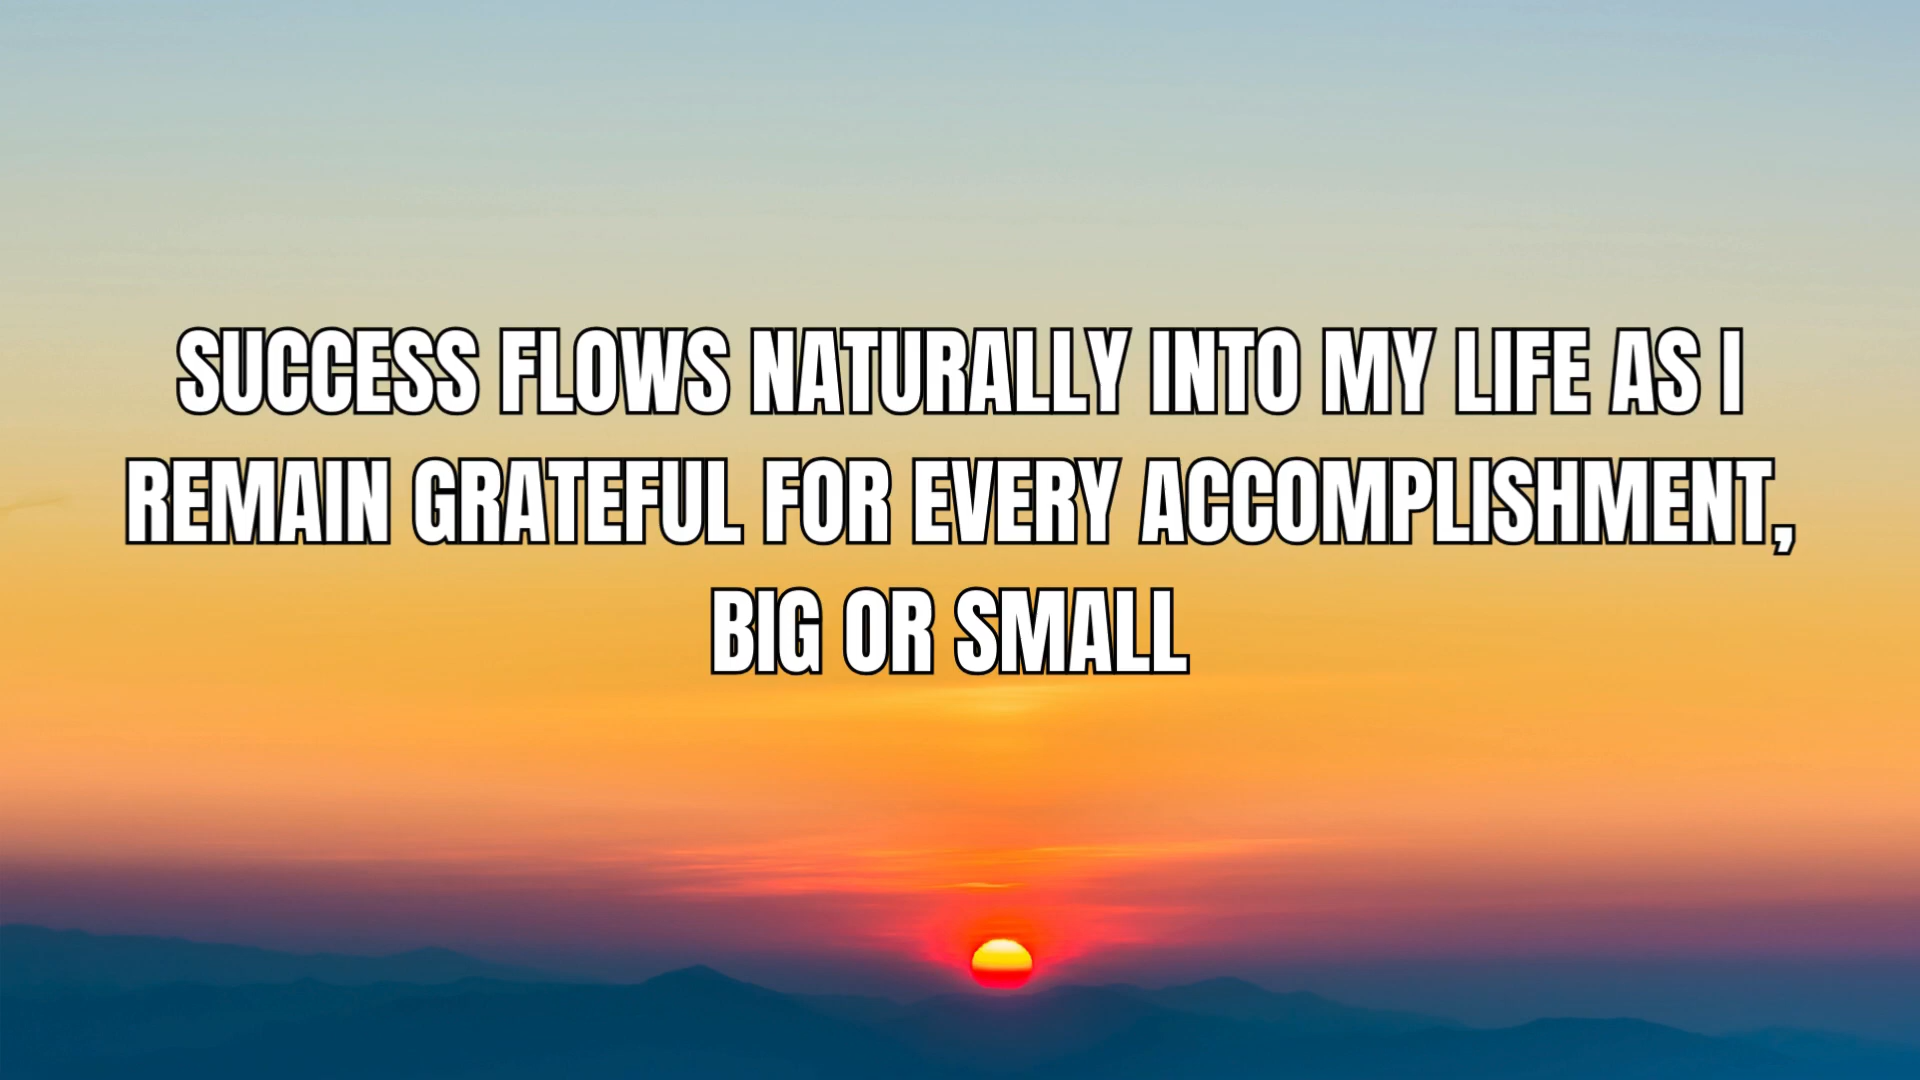 SUCCESS FLOWS NATURALLY INTO MY LIFE AS I
REMAIN GRATEFUL FOR EVERY ACCOMPLISHMENT,
BIG OR SMALL